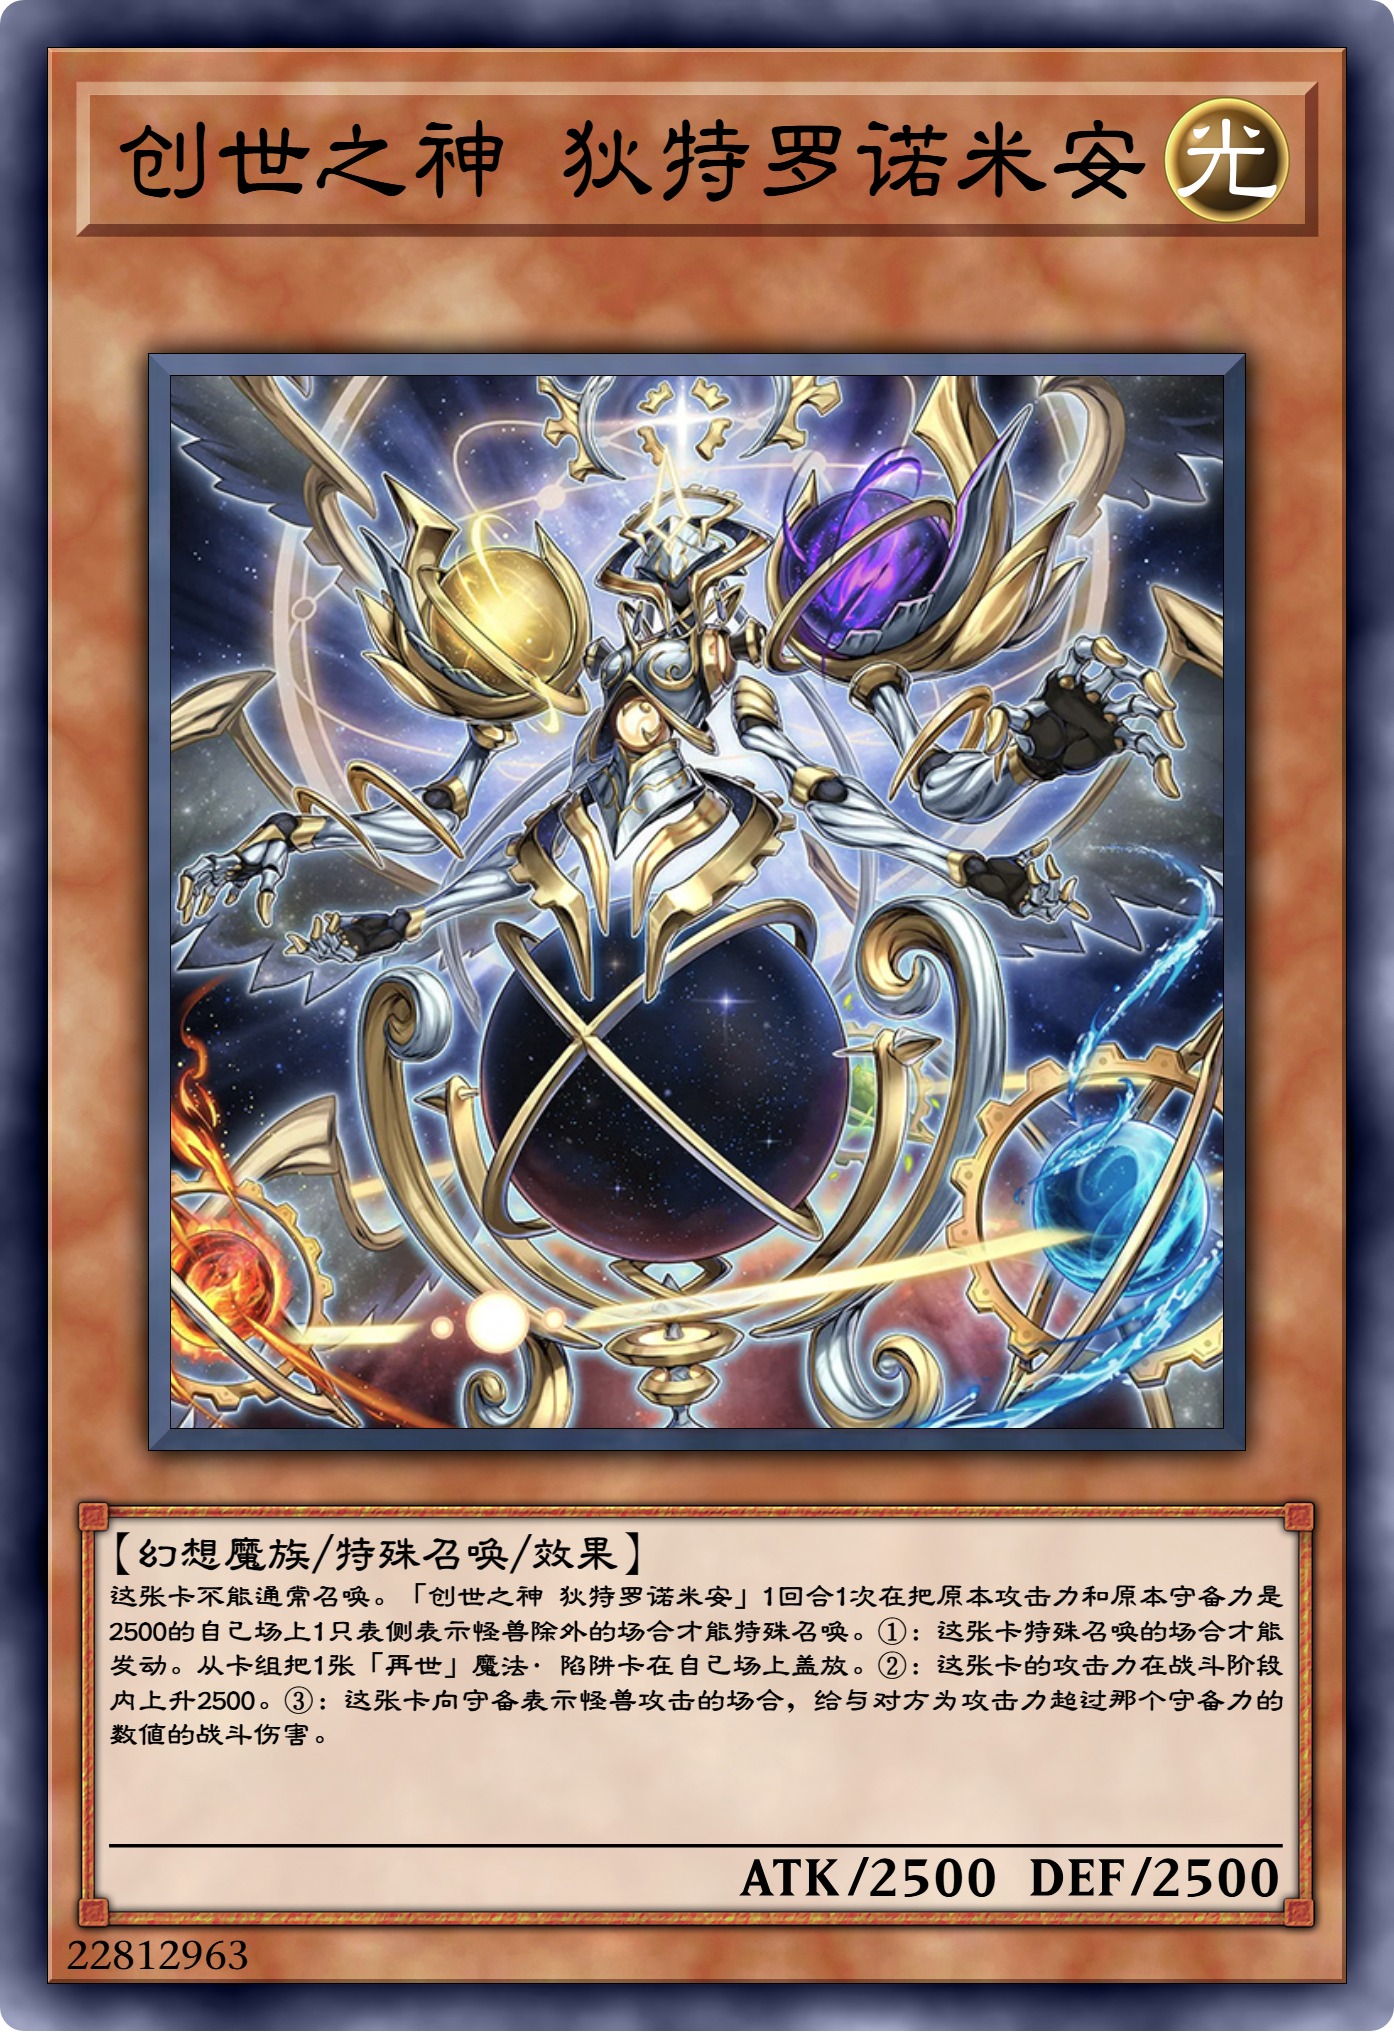 创世之神 狄特罗诺米安 光
【幻想魔族/特殊召唤/效果】
这张卡不能通常召唤。「创世之神 狄特罗诺米安」1回合1次在把原本攻击力和原本守备力是
2500的自己场上1只表侧表示怪兽除外的场合才能特殊召唤。①：这张卡特殊召唤的场合才能
发动。从卡组把1张「再世」魔法·陷阱卡在自己场上盖放。②：这张卡的攻击力在战斗阶段
内上升2500。③：这张卡向守备表示怪兽攻击的场合，给与对方为攻击力超过那个守备力的
数值的战斗伤害。
ATK/2500 DEF/2500
22812963